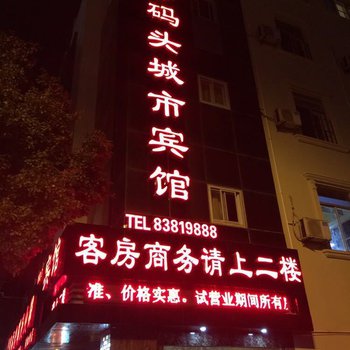 码头城市宾馆
TEL 83819888
客房商务请上二楼
准、价格实惠。试营业期间所有